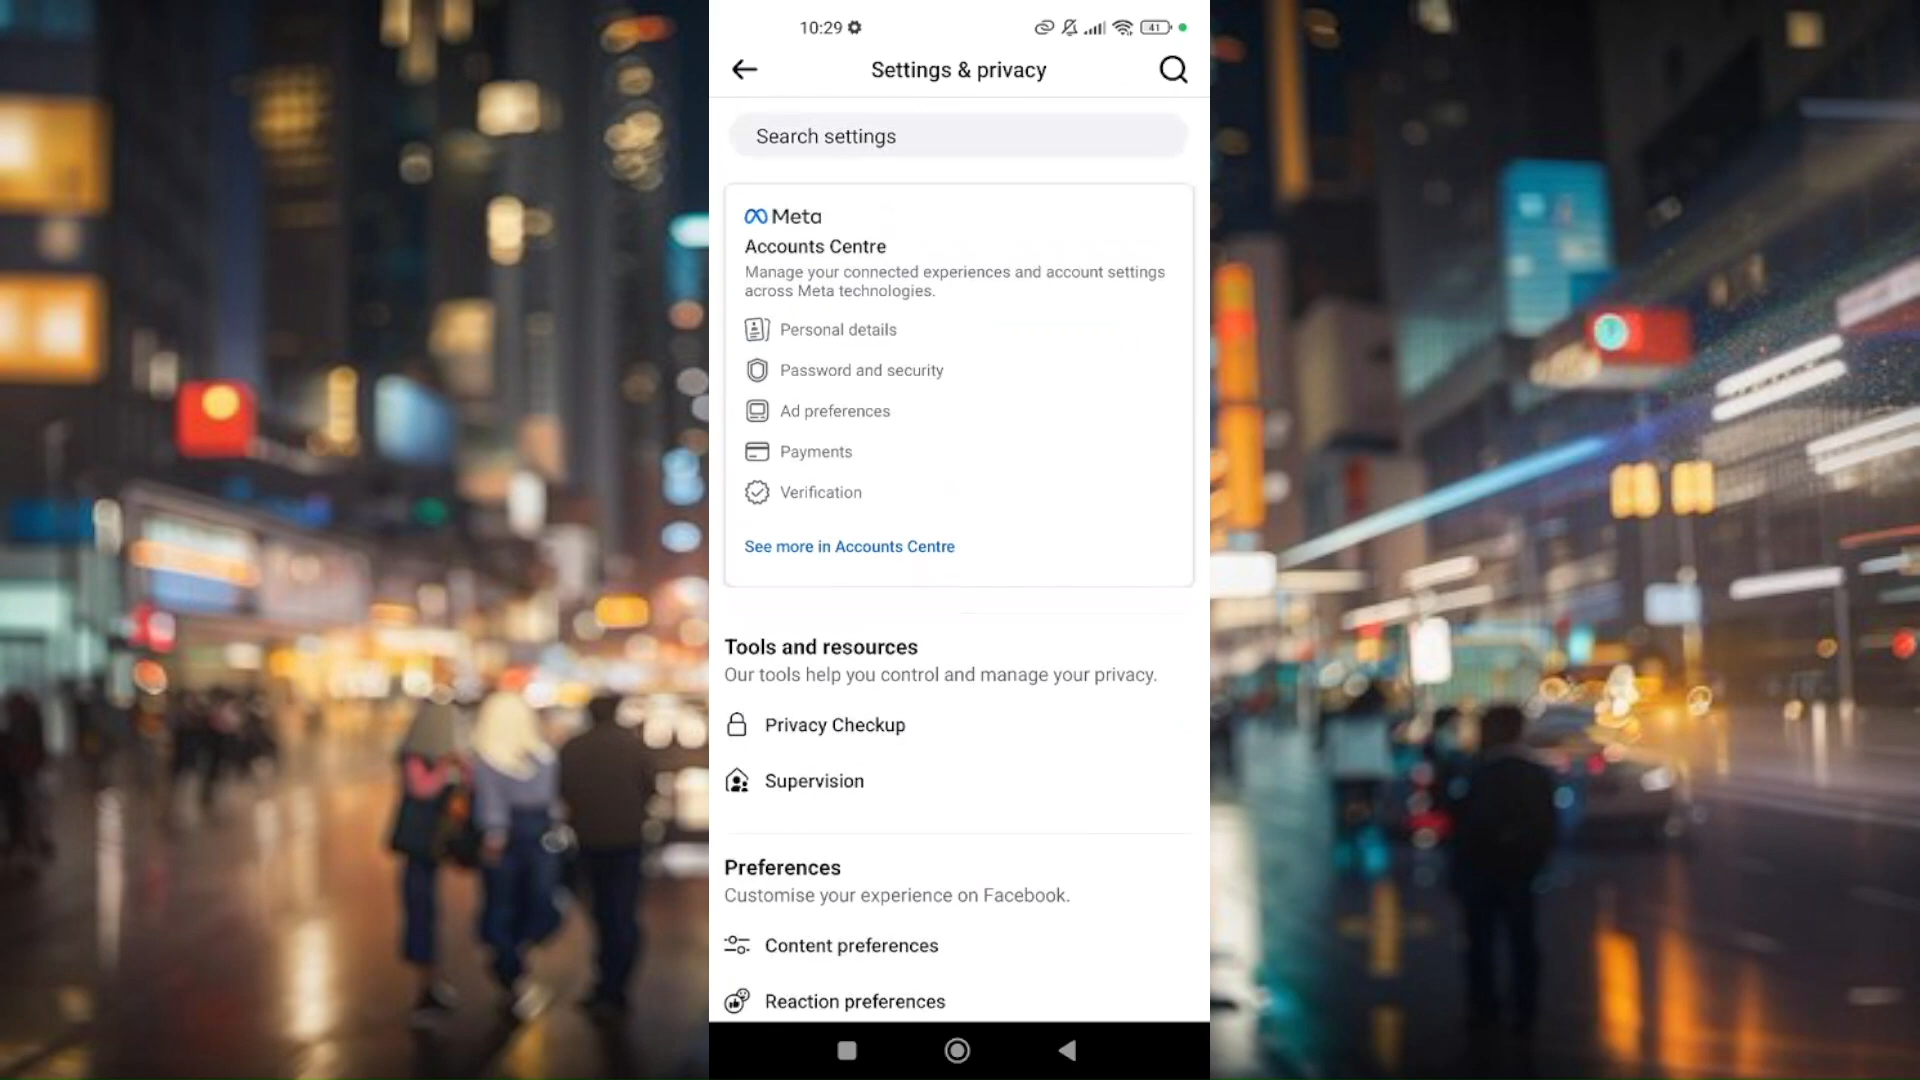 10:29
41
Settings & privacy
Search settings
Meta
Accounts Centre
Manage your connected experiences and account settings
across Meta technologies.
Personal details
Password and security
Ad preferences
Payments
Verification
See more in Accounts Centre
Tools and resources
Our tools help you control and manage your privacy.
Privacy Checkup
Supervision
Preferences
Customise your experience on Facebook.
Content preferences
Reaction preferences